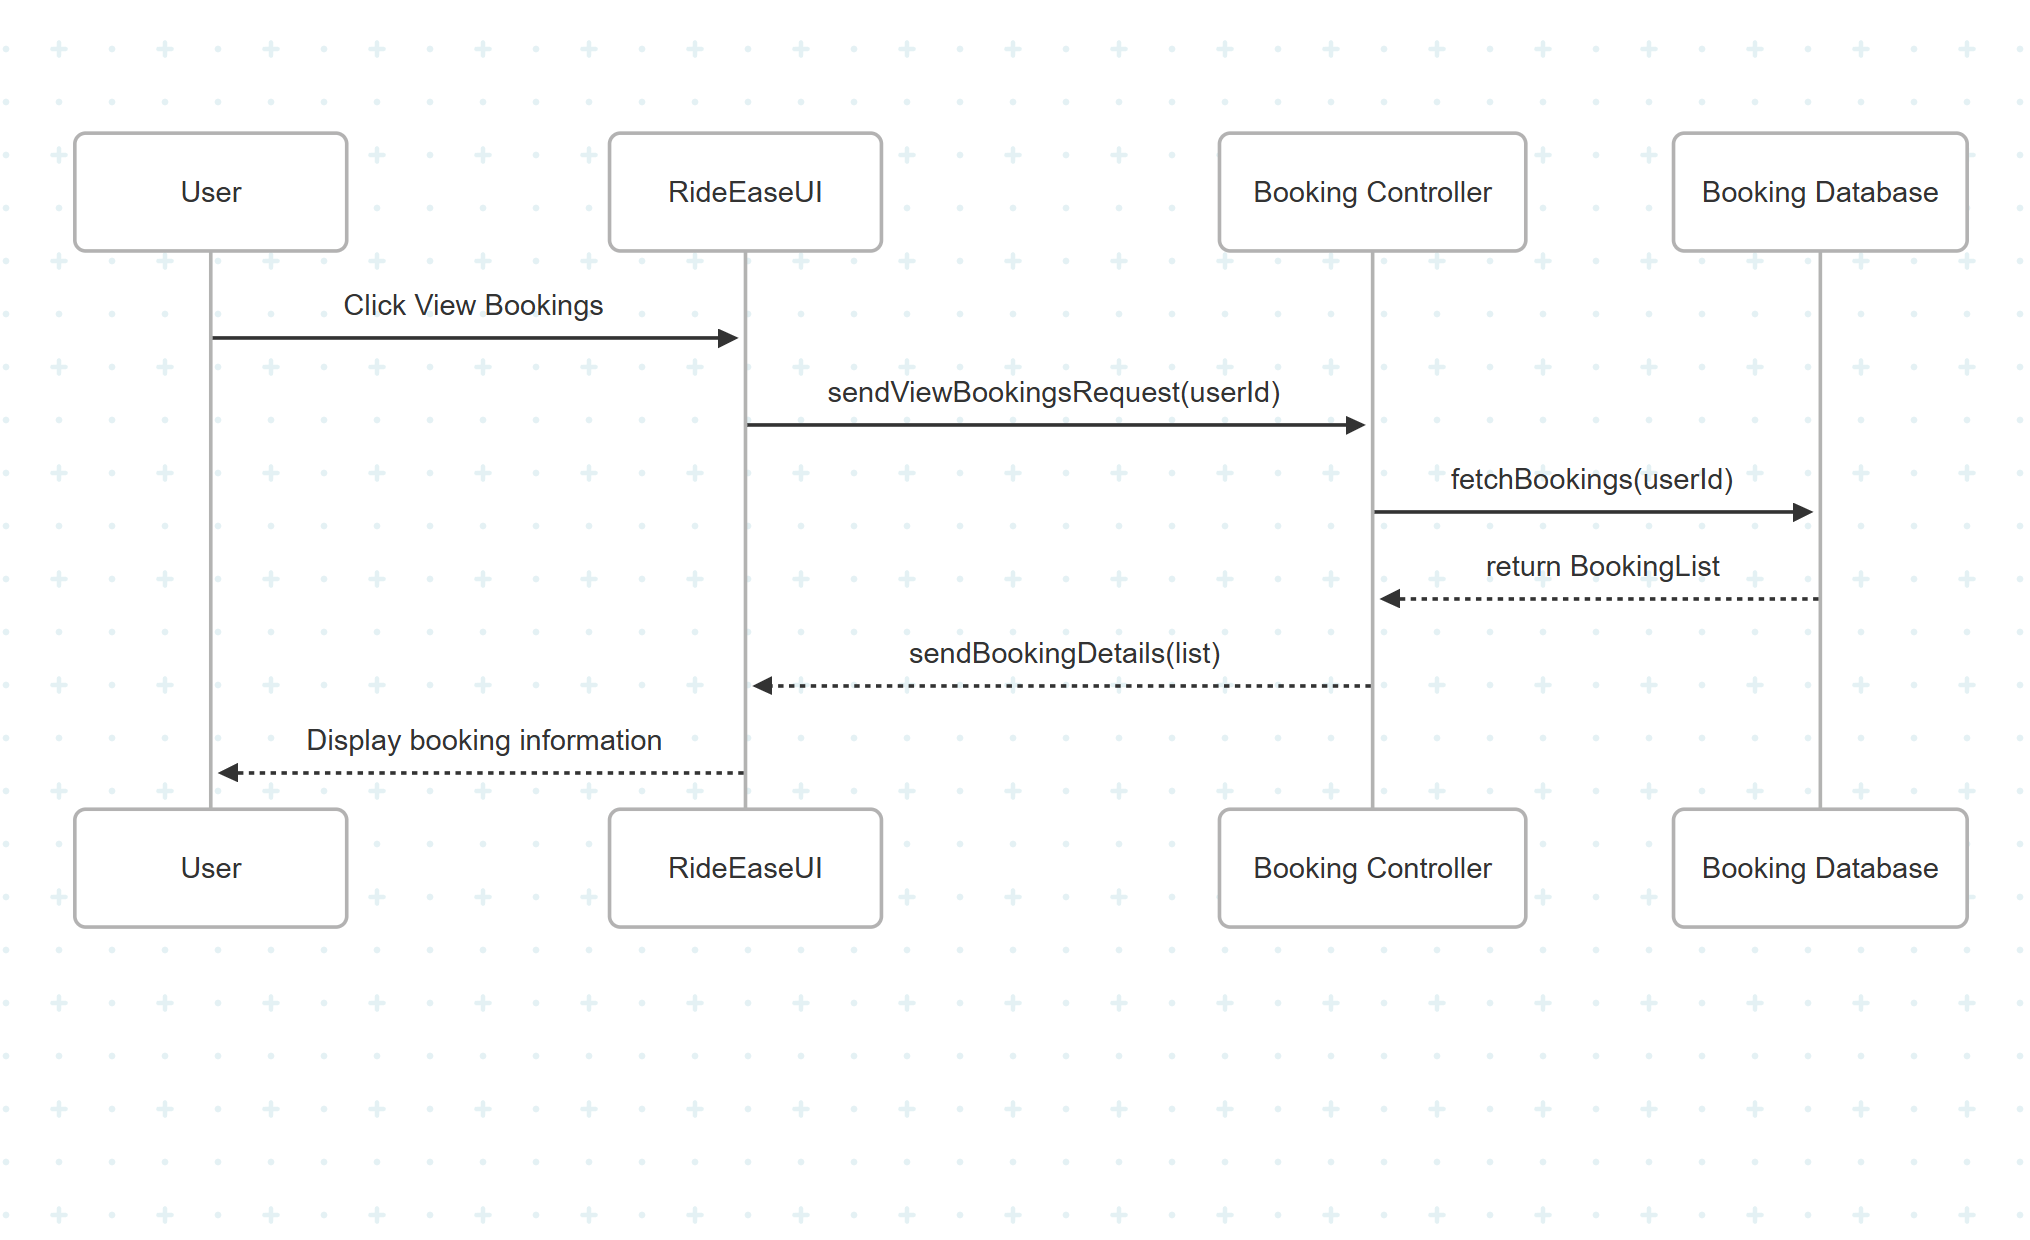 User
RideEaseUI
Booking Controller
Booking Database
Click View Bookings
sendViewBookingsRequest(userId)
fetchBookings(userId)
return BookingList
sendBookingDetails(list)
Display booking information
User
RideEaseUI
Booking Controller
Booking Database